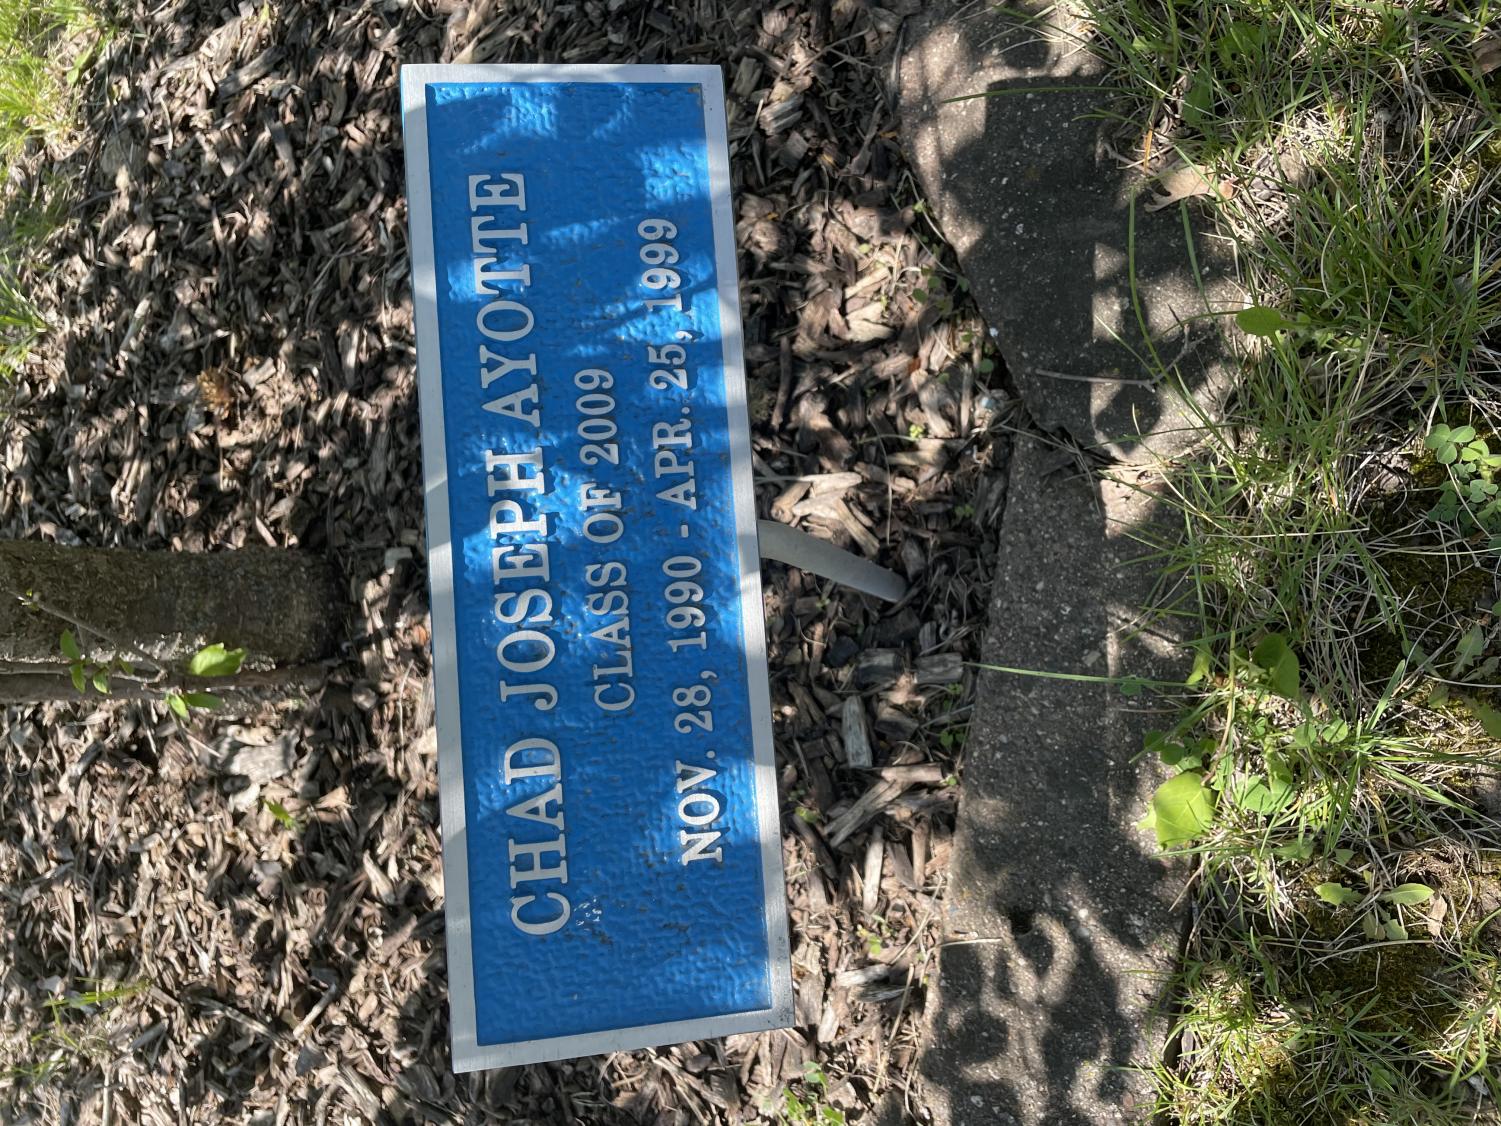 CHAD JOSEPH AYOTTE
CLASS OF 2009
NOV. 28, 1990 - APR. 25, 1999